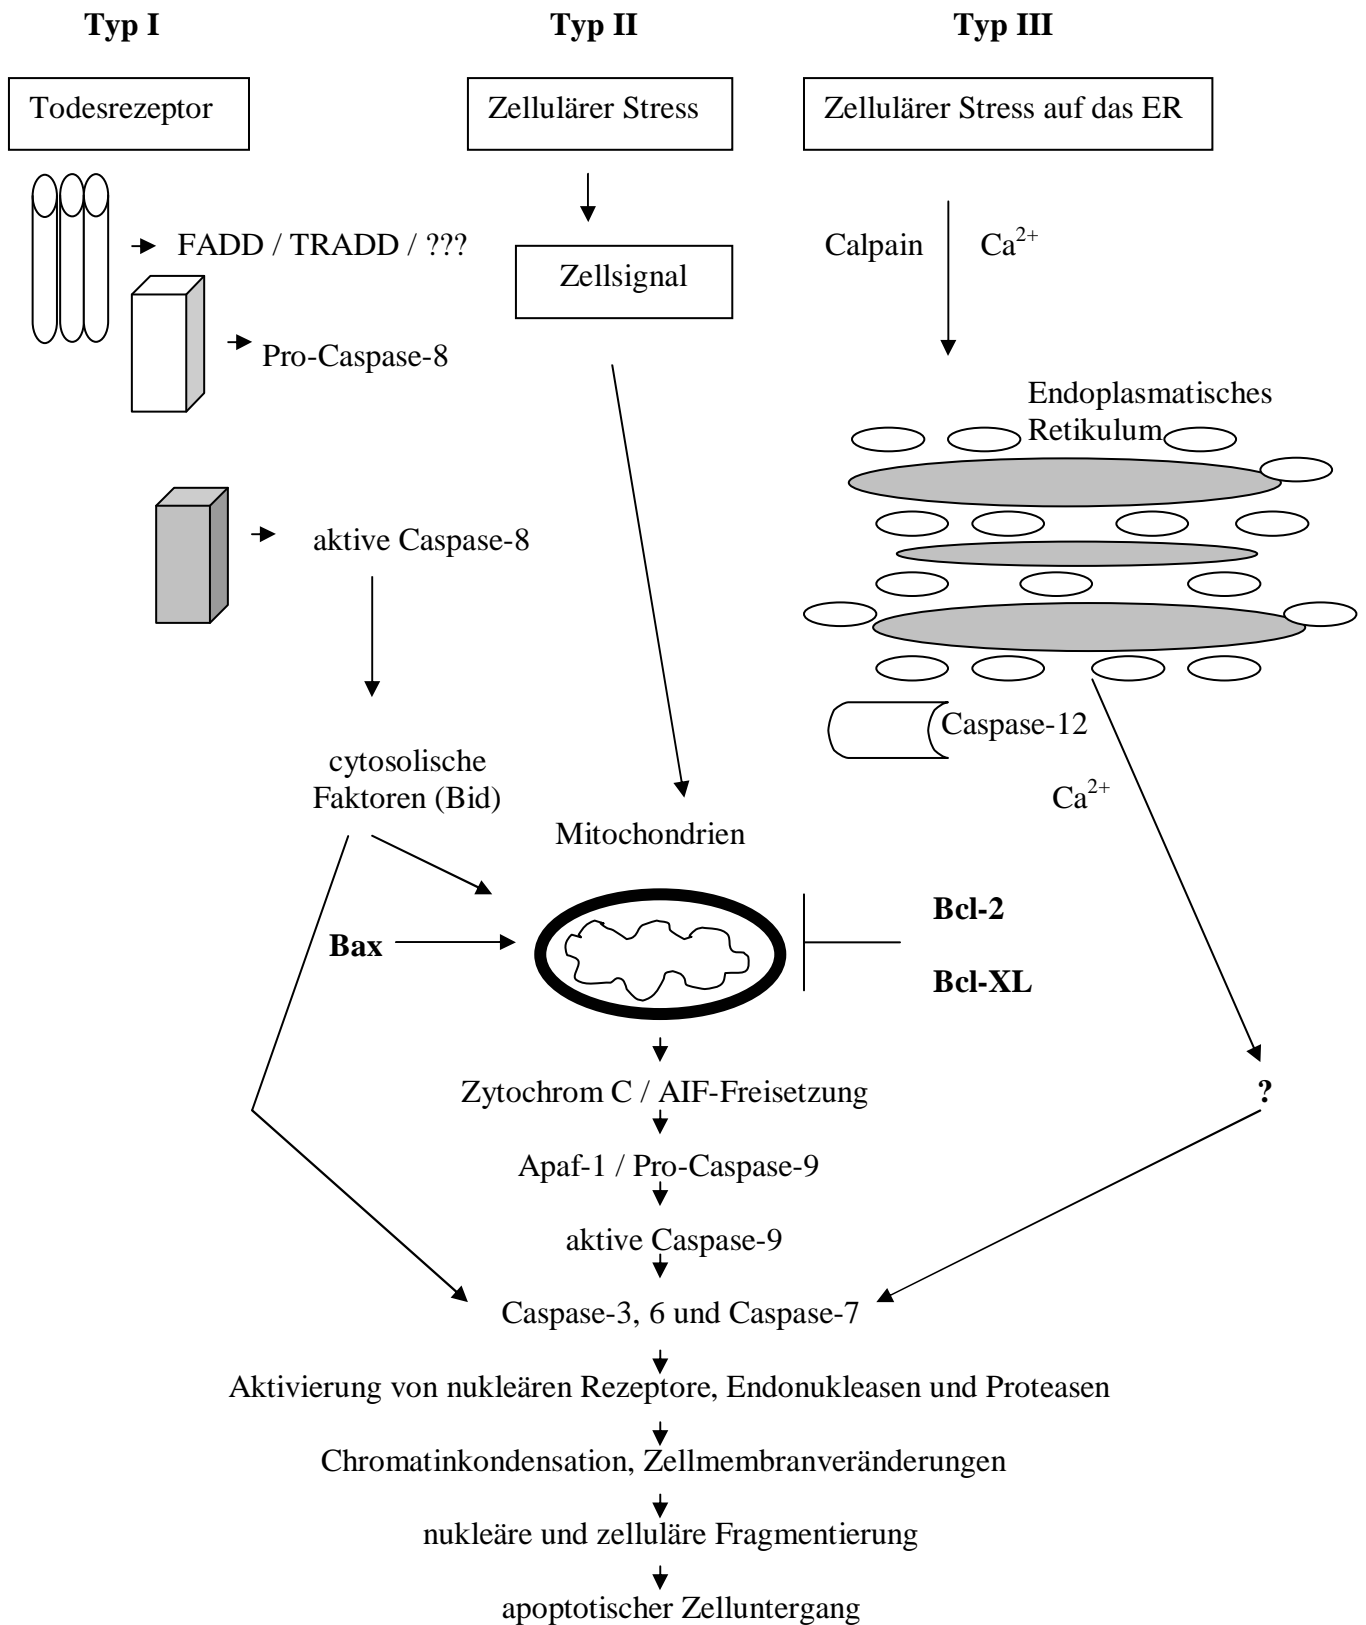 Typ I
Typ II
Typ III
Todesrezeptor
Zellulärer Stress
Zellulärer Stress auf das ER
FADD / TRADD / ???
Calpain
Ca²⁺
Zellsignal
Pro-Caspase-8
Endoplasmatisches
Retikulum
aktive Caspase-8
Caspase-12
cytosolische
Faktoren (Bid)
Ca²⁺
Mitochondrien
Bcl-2
Bax
Bcl-XL
Zytochrom C / AIF-Freisetzung
?
Apaf-1 / Pro-Caspase-9
aktive Caspase-9
Caspase-3, 6 und Caspase-7
Aktivierung von nukleären Rezeptore, Endonukleasen und Proteasen
Chromatinkondensation, Zellmembranveränderungen
nukleäre und zelluläre Fragmentierung
apoptotischer Zelluntergang